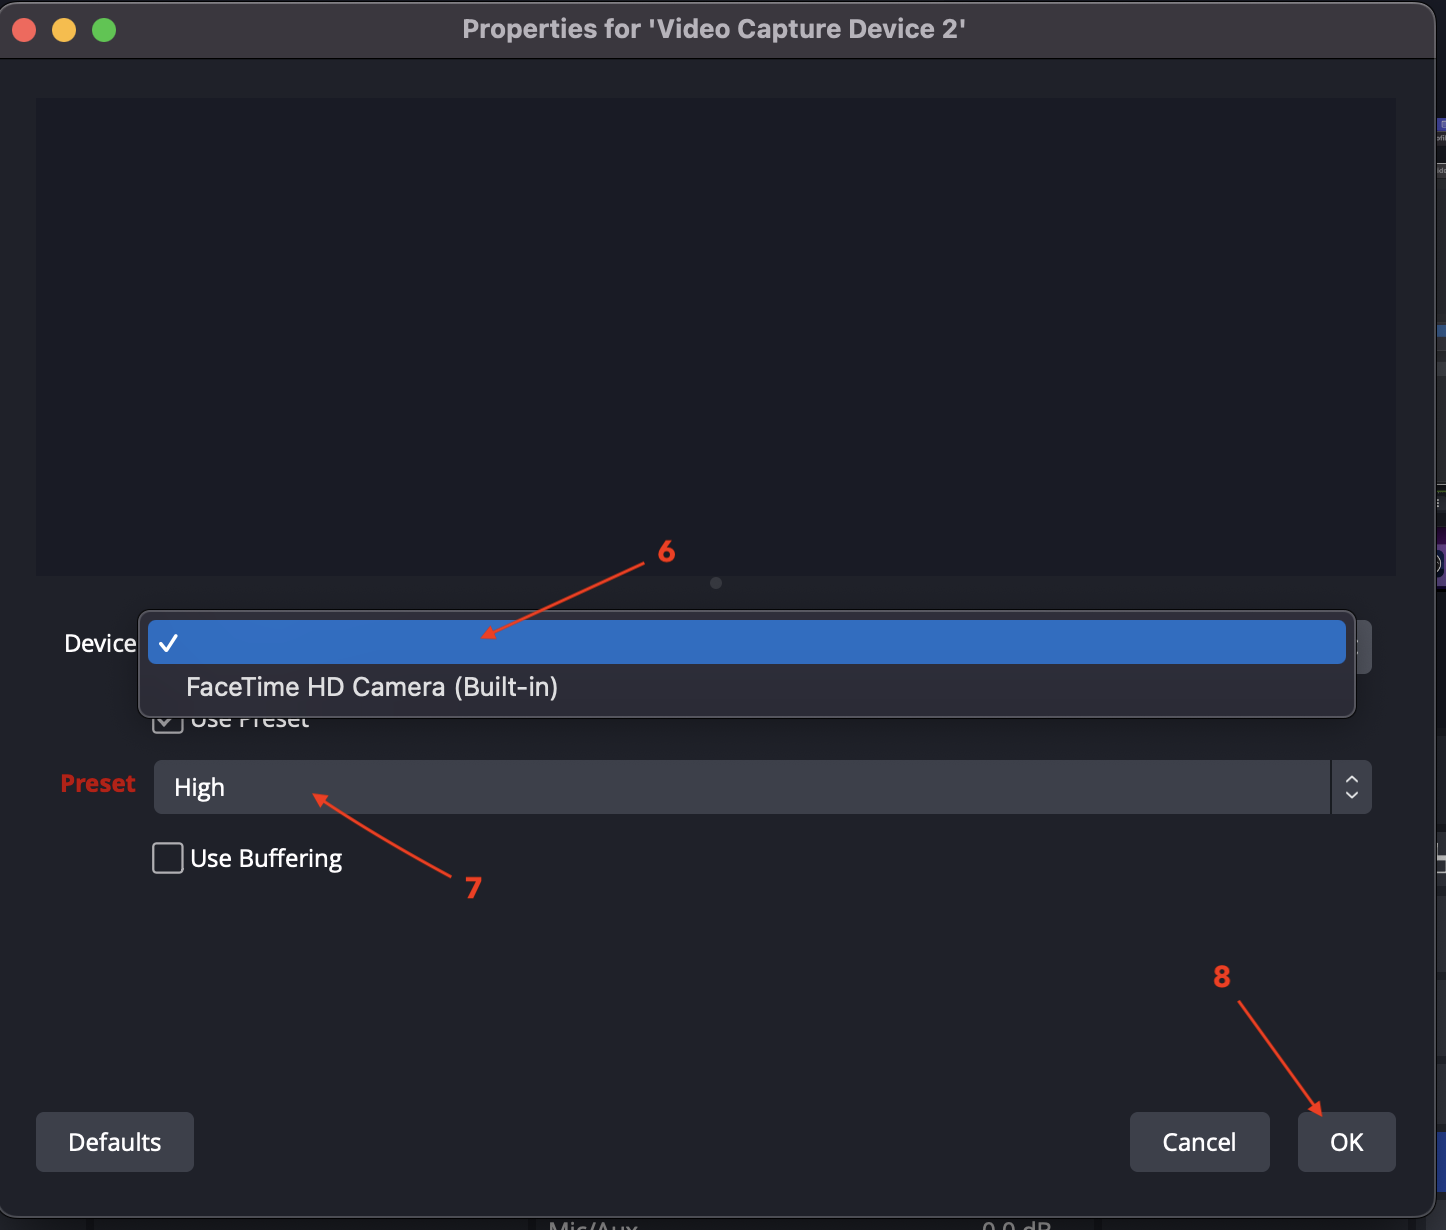 Properties for 'Video Capture Device 2'
6
Device
FaceTime HD Camera (Built-in)
Use Preset
Preset High
Use Buffering
7
8
Defaults Cancel OK
Mic/Aux 0.0 dB